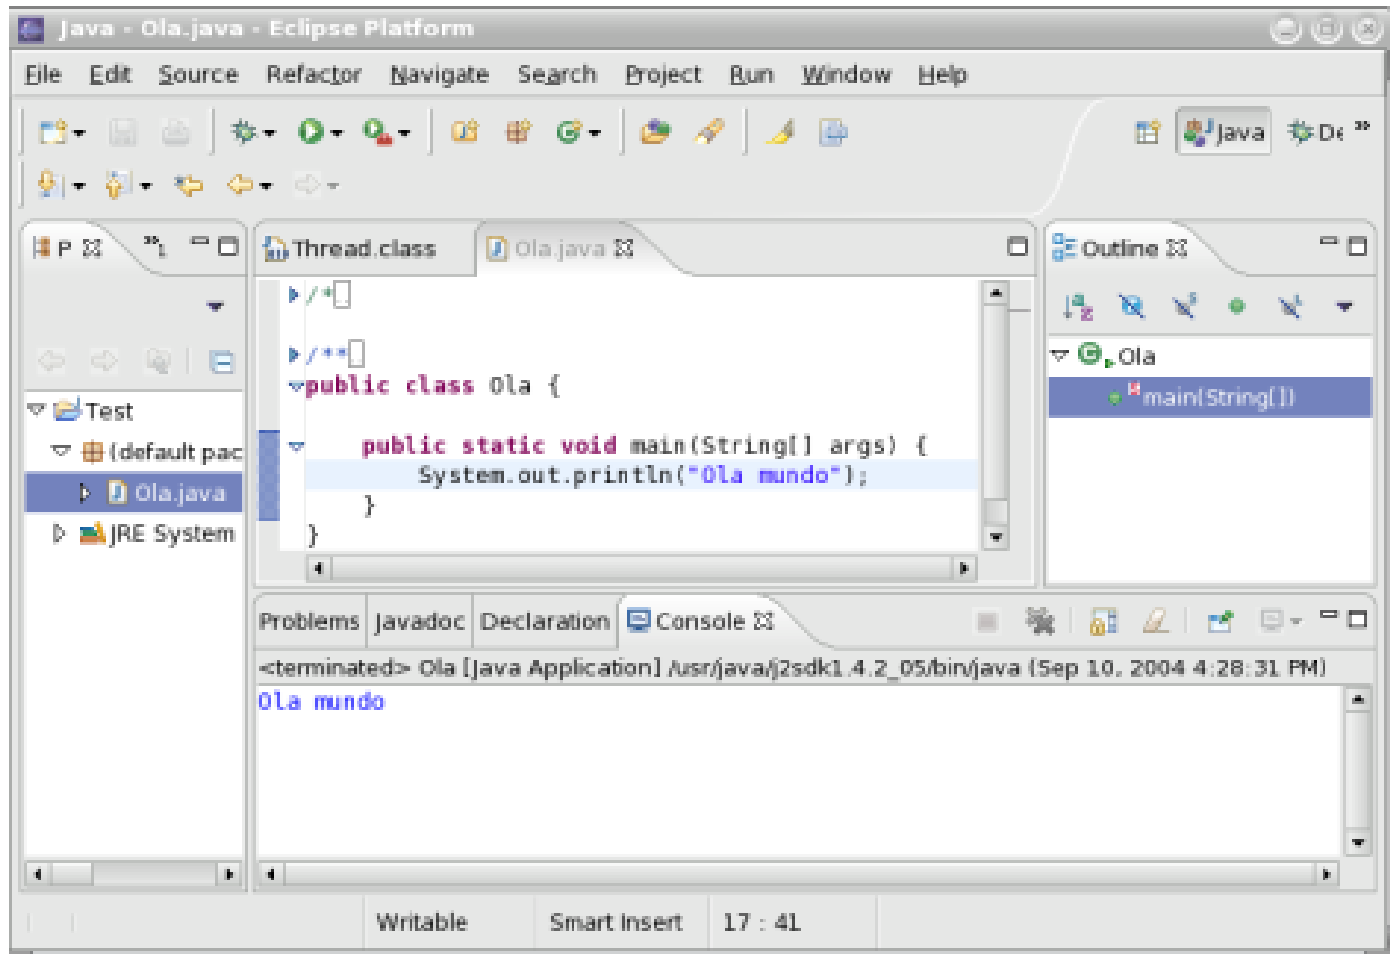 Java - Ola.java - Eclipse Platform
File Edit Source Refactor Navigate Search Project Run Window Help
Java De »
P »1
Test
(default pac
Ola.java
JRE System
Thread.class Ola.java
/*
/**
public class Ola {
public static void main(String[] args) {
System.out.println("Ola mundo");
}
}
Outline
Ola
main(String[])
Problems Javadoc Declaration Console
<terminated> Ola [Java Application] /usr/java/j2sdk1.4.2_05/bin/java (Sep 10, 2004 4:28:31 PM)
Ola mundo
Writable Smart Insert 17 : 41